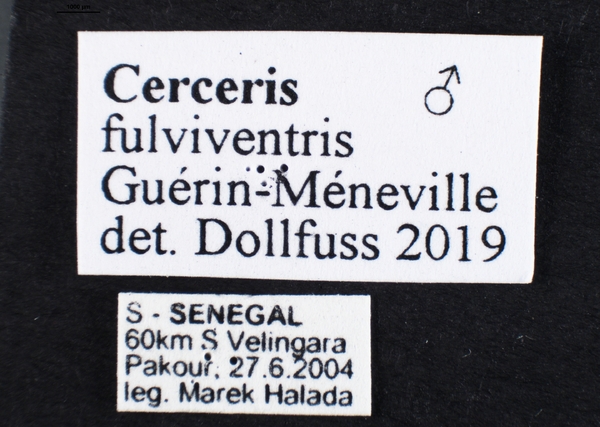 Cerceris ♂
fulviventris
Guérin-Méneville
det. Dollfuss 2019
S - SENEGAL
60km S Velingara
Pakour, 27.6.2004
leg. Marek Halada